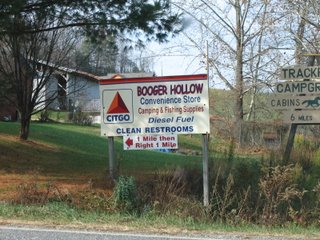 BOOGER HOLLOW
Convenience Store
Camping & Fishing Supplies
Diesel Fuel
CITGO
CLEAN RESTROOMS
1 Mile then
Right 1 Mile
TRACK
CAMPGR
CABINS
6 MILES